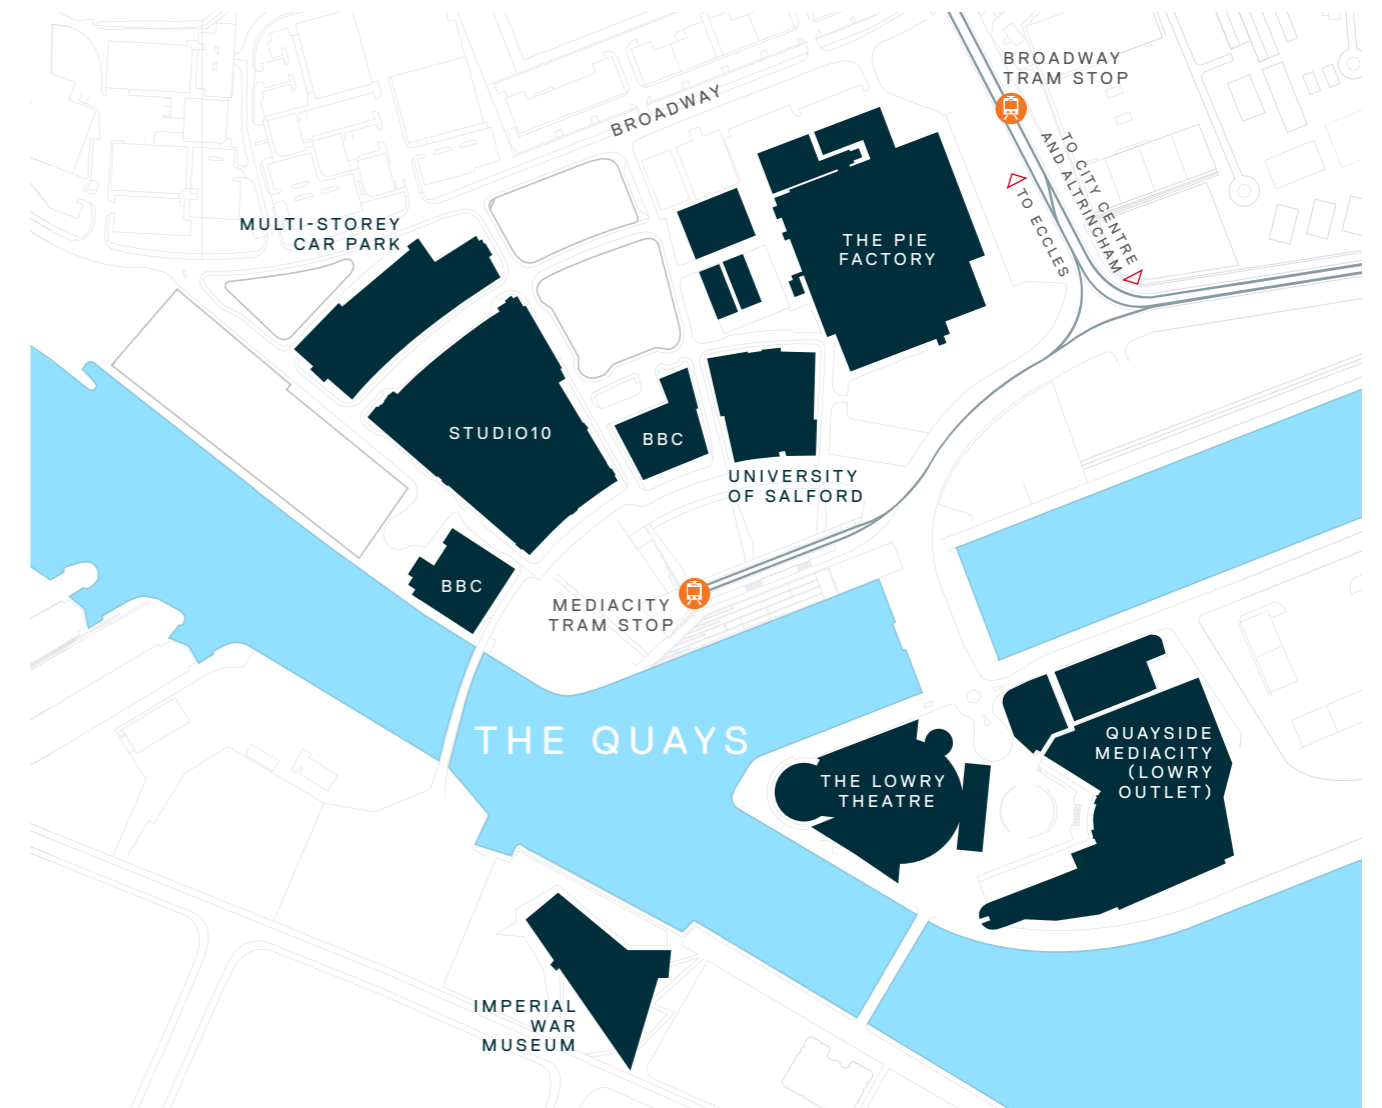 BROADWAY
TRAM STOP
BROADWAY
TO CITY CENTRE
AND ALTRINCHAM
TO ECCLES
MULTI-STOREY
CAR PARK
THE PIE
FACTORY
STUDIO10
BBC
UNIVERSITY
OF SALFORD
BBC
MEDIACITY
TRAM STOP
THE QUAYS
QUAYSIDE
MEDIACITY
(LOWRY
OUTLET)
THE LOWRY
THEATRE
IMPERIAL
WAR
MUSEUM